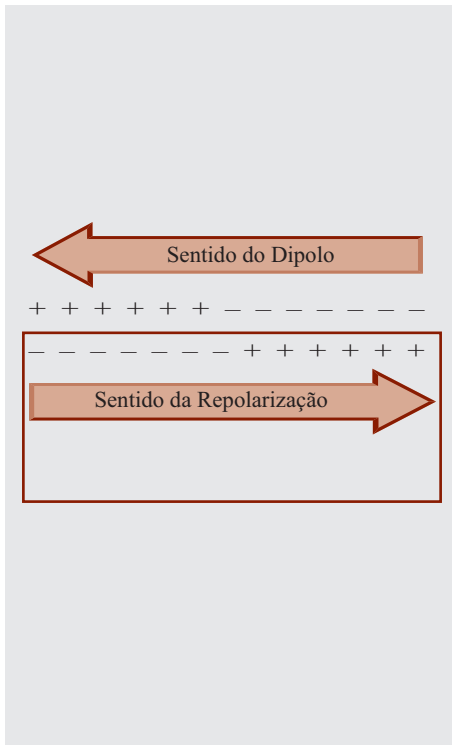 Sentido do Dipolo
+ + + + + + – – – – – – –
– – – – – – – + + + + + +
Sentido da Repolarização